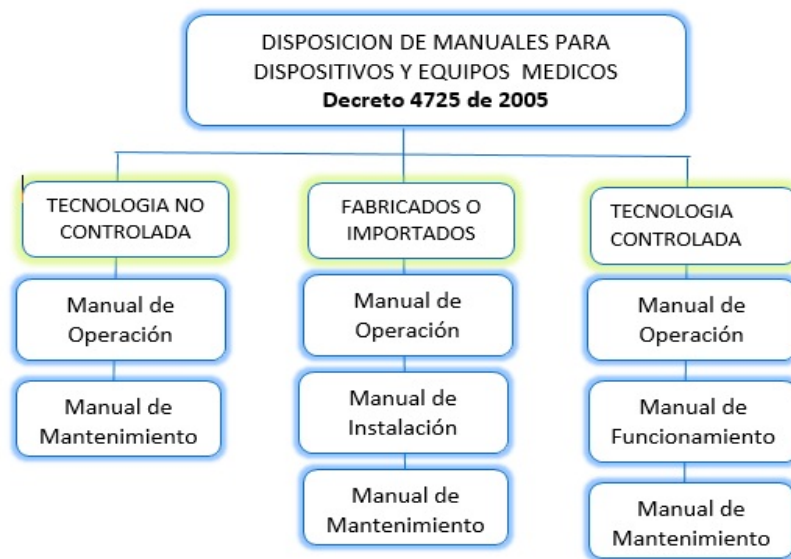 DISPOSICION DE MANUALES PARA
DISPOSITIVOS Y EQUIPOS MEDICOS
Decreto 4725 de 2005
TECNOLOGIA NO
CONTROLADA
Manual de
Operación
Manual de
Mantenimiento
FABRICADOS O
IMPORTADOS
Manual de
Operación
Manual de
Instalación
Manual de
Mantenimiento
TECNOLOGIA
CONTROLADA
Manual de
Operación
Manual de
Funcionamiento
Manual de
Mantenimiento